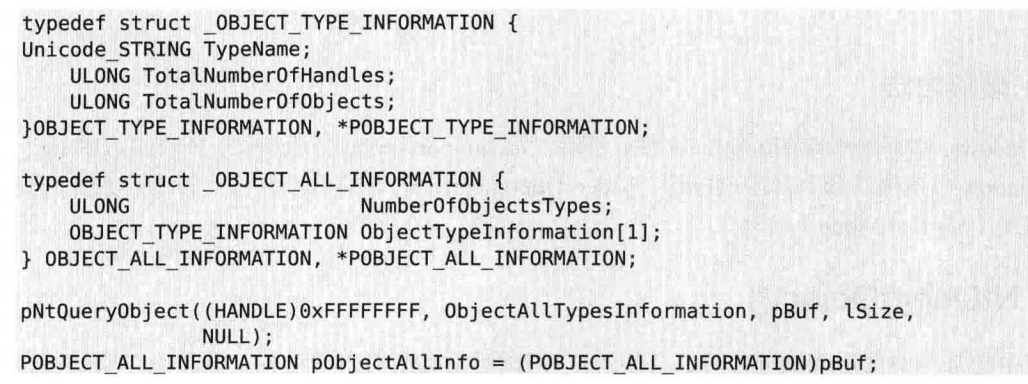 typedef struct _OBJECT_TYPE_INFORMATION {
Unicode_STRING TypeName;
    ULONG TotalNumberOfHandles;
    ULONG TotalNumberOfObjects;
}OBJECT_TYPE_INFORMATION, *POBJECT_TYPE_INFORMATION;

typedef struct _OBJECT_ALL_INFORMATION {
    ULONG                 NumberOfObjectsTypes;
    OBJECT_TYPE_INFORMATION ObjectTypeInformation[1];
} OBJECT_ALL_INFORMATION, *POBJECT_ALL_INFORMATION;

pNtQueryObject((HANDLE)0xFFFFFFFF, ObjectAllTypesInformation, pBuf, lSize,
               NULL);
POBJECT_ALL_INFORMATION pObjectAllInfo = (POBJECT_ALL_INFORMATION)pBuf;